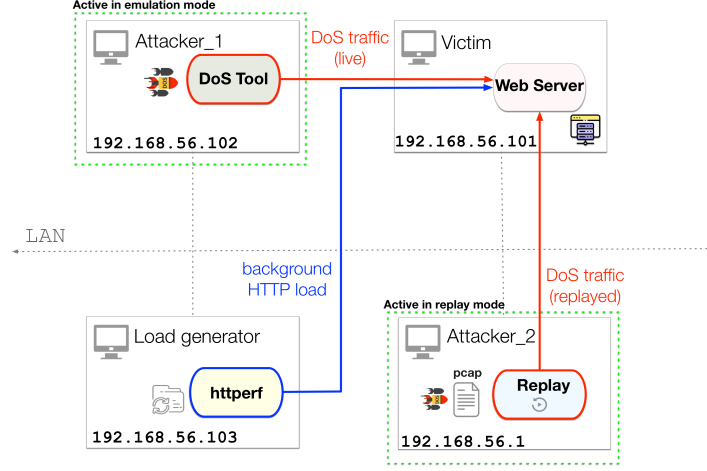 Active in emulation mode
Attacker_1
DoS Tool
DOS
192.168.56.102
DoS traffic
(live)
Victim
Web Server
192.168.56.101
LAN
background
HTTP load
DoS traffic
(replayed)
Load generator
httperf
192.168.56.103
Active in replay mode
Attacker_2
pcap
DOS
Replay
192.168.56.1